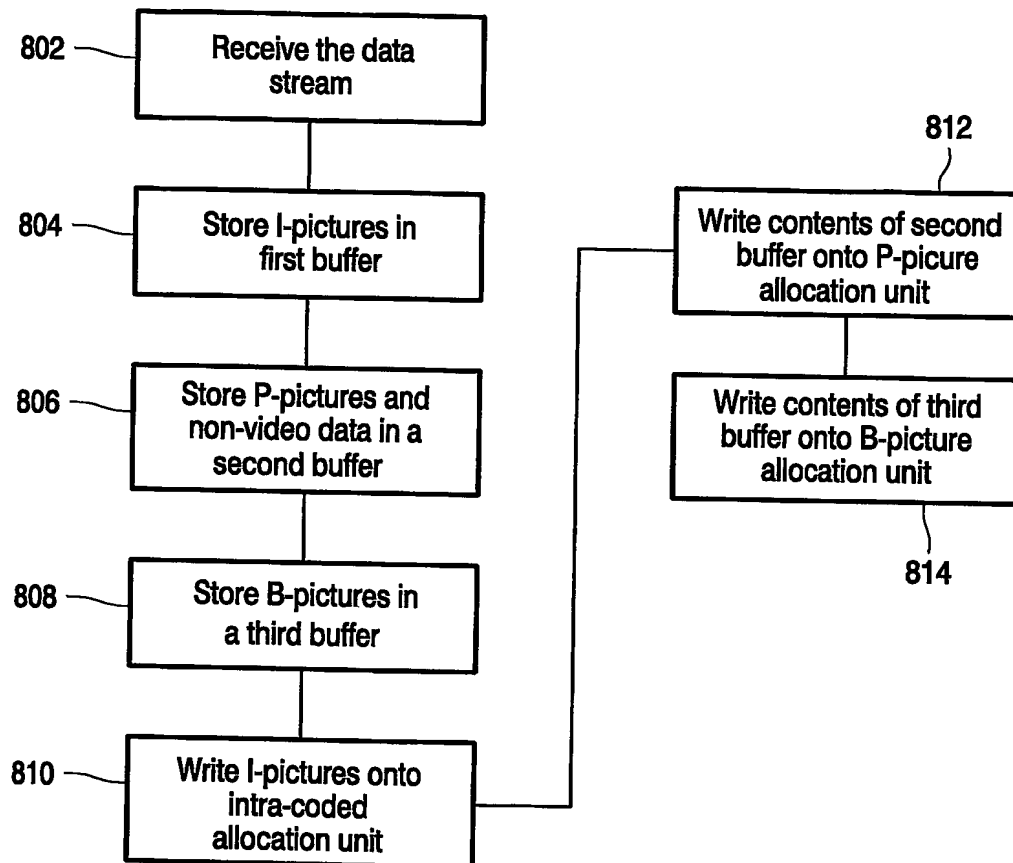 802
Receive the data
stream
804
Store I-pictures in
first buffer
806
Store P-pictures and
non-video data in a
second buffer
808
Store B-pictures in
a third buffer
810
Write I-pictures onto
intra-coded
allocation unit
812
Write contents of second
buffer onto P-picure
allocation unit
Write contents of third
buffer onto B-picture
allocation unit
814